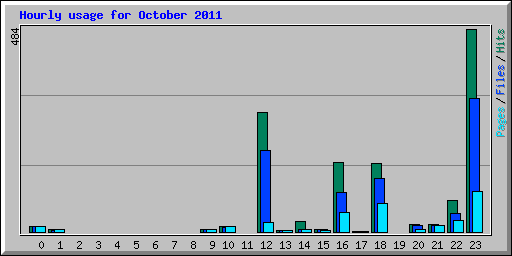 Hourly usage for October 2011
484
Pages/Files/Hits
0 1 2 3 4 5 6 7 8 9 10 11 12 13 14 15 16 17 18 19 20 21 22 23